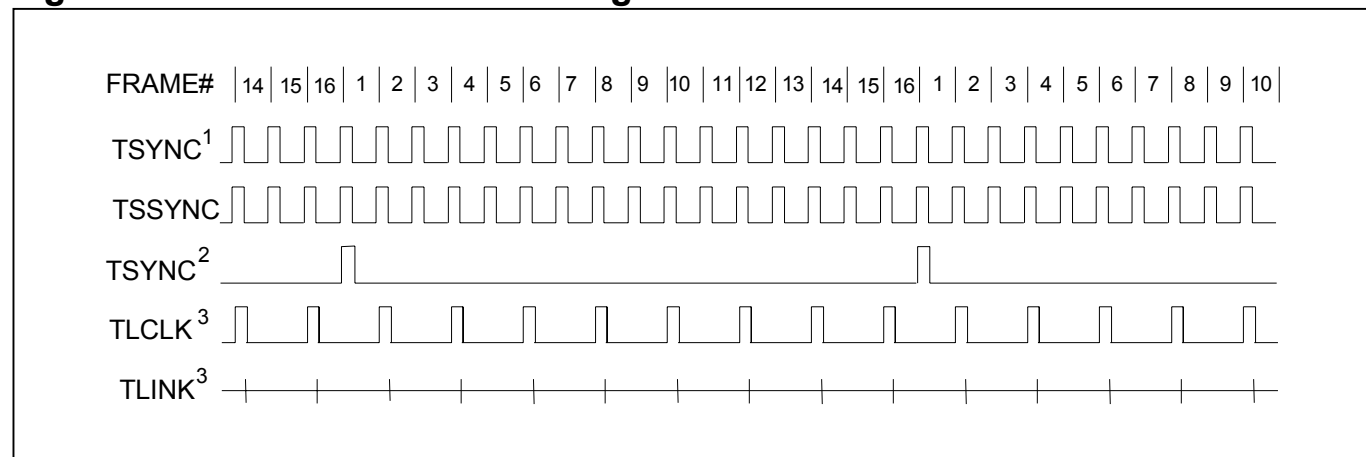 FRAME# 14 15 16 1 2 3 4 5 6 7 8 9 10 11 12 13 14 15 16 1 2 3 4 5 6 7 8 9 10
TSYNC¹
TSSYNC
TSYNC²
TLCLK³
TLINK³